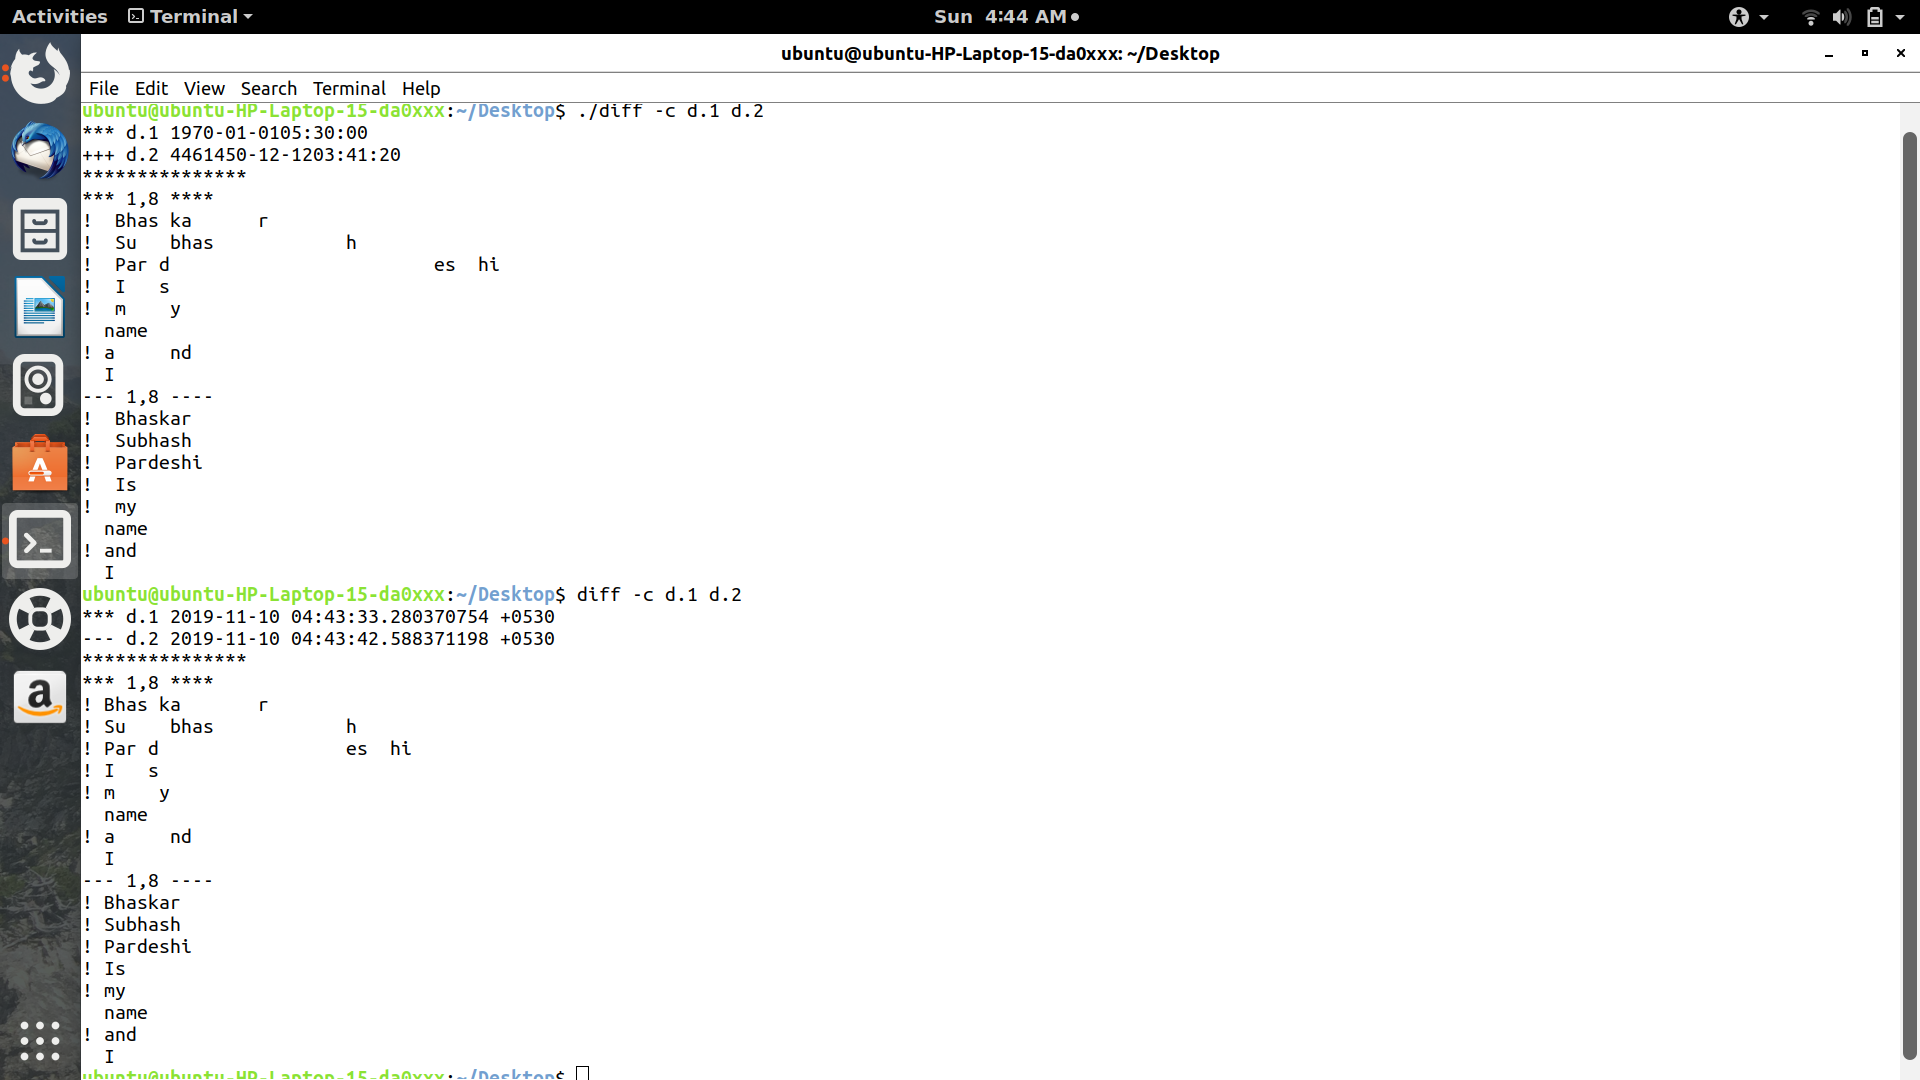 Activities Terminal Sun 4:44 AM
ubuntu@ubuntu-HP-Laptop-15-da0xxx: ~/Desktop
File Edit View Search Terminal Help
ubuntu@ubuntu-HP-Laptop-15-da0xxx:~/Desktop$ ./diff -c d.1 d.2
*** d.1 1970-01-0105:30:00
+++ d.2 4461450-12-1203:41:20
***************
*** 1,8 ****
!  Bhas ka      r
!  Su   bhas            h
!  Par d                        es  hi
!  I   s
!  m    y
  name
! a     nd
  I
--- 1,8 ----
!  Bhaskar
!  Subhash
!  Pardeshi
!  Is
!  my
  name
! and
  I
ubuntu@ubuntu-HP-Laptop-15-da0xxx:~/Desktop$ diff -c d.1 d.2
*** d.1 2019-11-10 04:43:33.280370754 +0530
--- d.2 2019-11-10 04:43:42.588371198 +0530
***************
*** 1,8 ****
! Bhas ka       r
! Su    bhas            h
! Par d                 es  hi
! I   s
! m    y
  name
! a     nd
  I
--- 1,8 ----
! Bhaskar
! Subhash
! Pardeshi
! Is
! my
  name
! and
  I
ubuntu@ubuntu-HP-Laptop-15-da0xxx:~/Desktop$